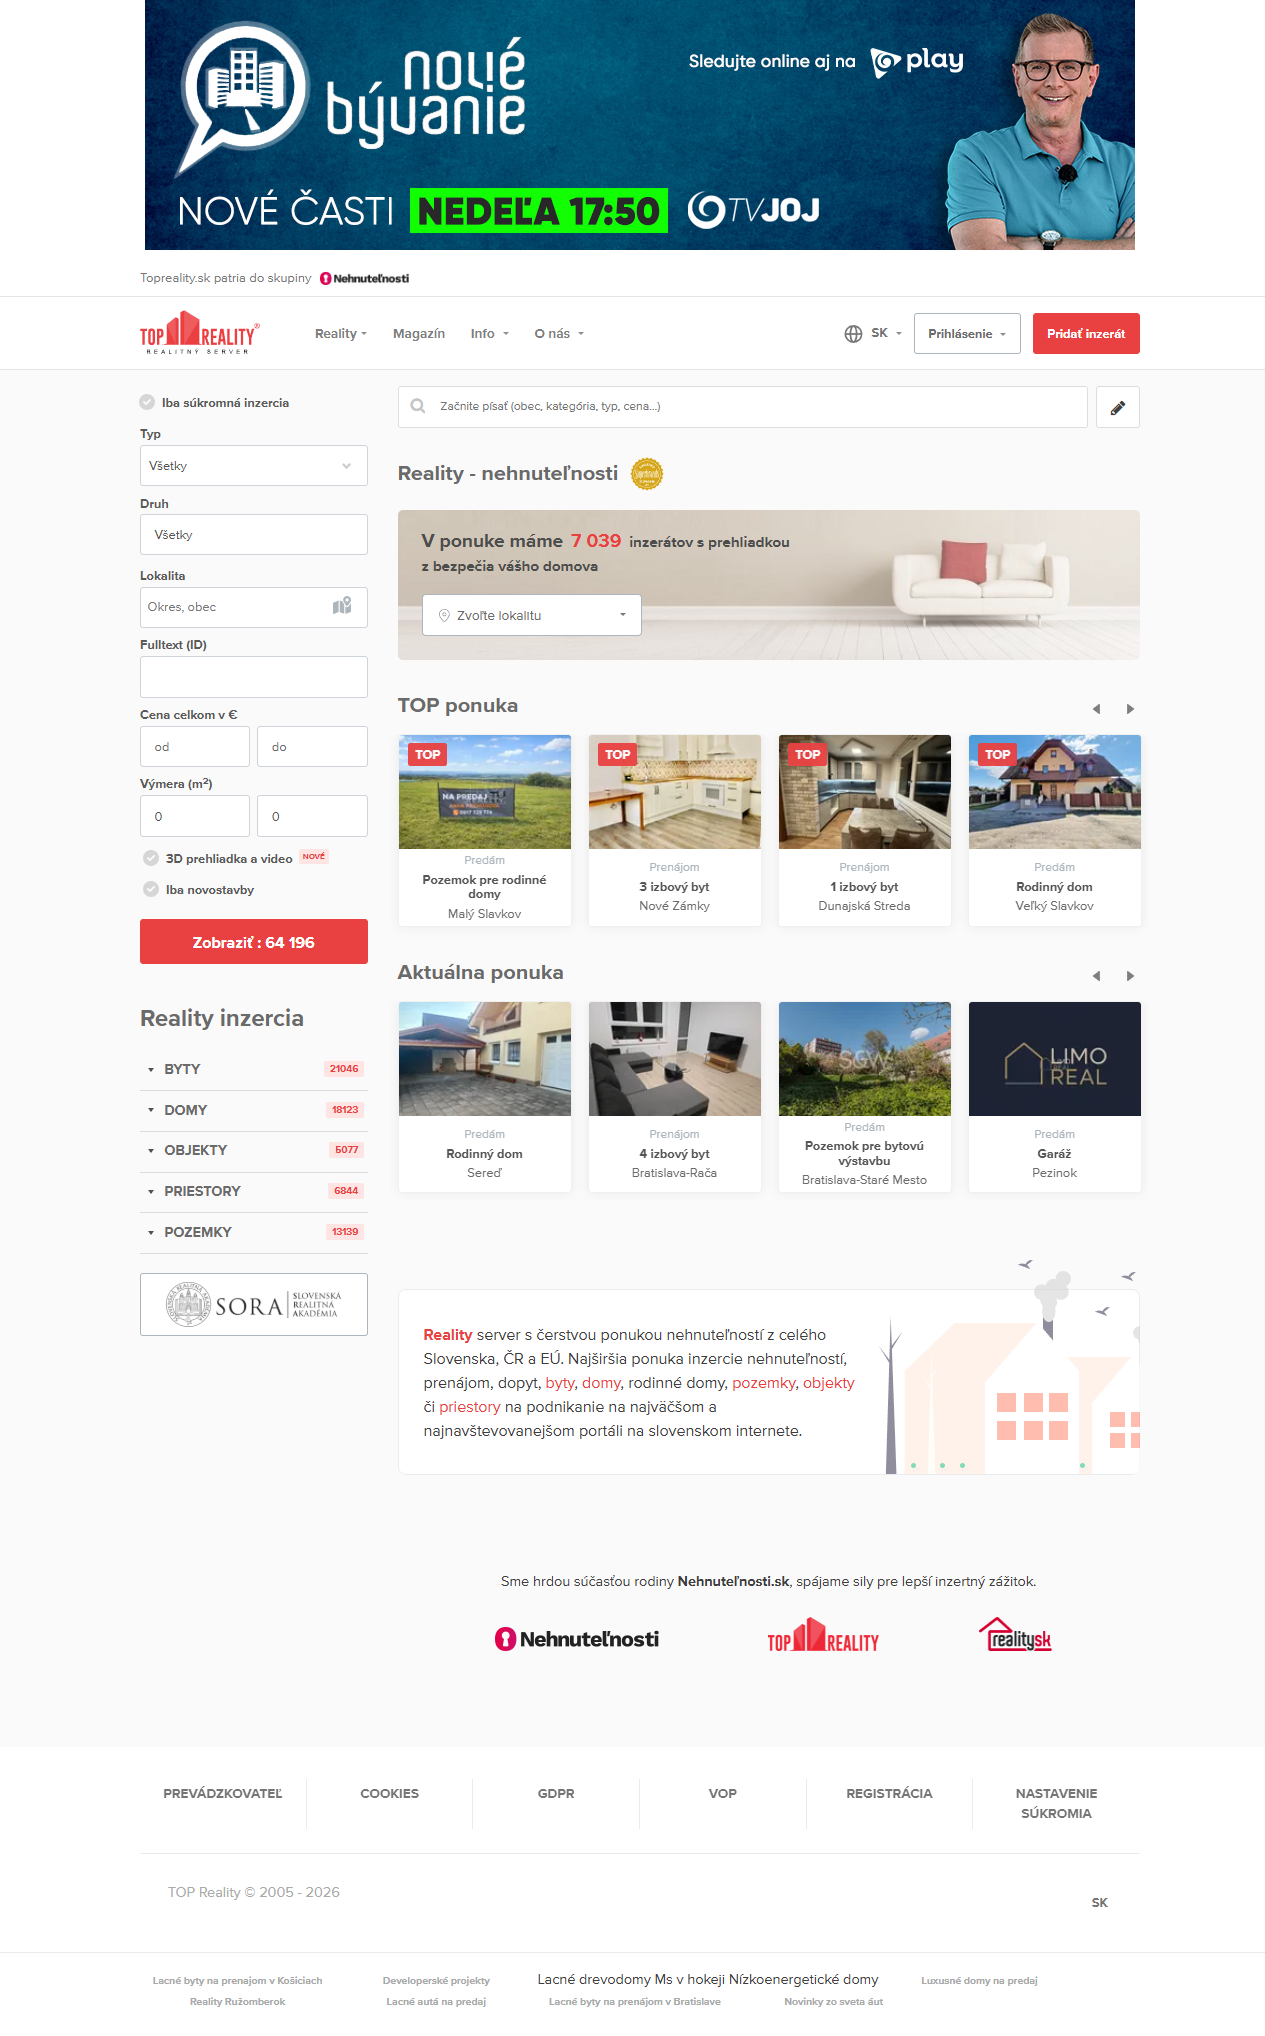 nové
bývanie
Sledujte online aj na play
NOVÉ ČASTI NEDEĽA 17:50 TV JOJ
Topreality.sk patria do skupiny Nehnuteľnosti
TOP REALITY®
REALITNÝ SERVER
Reality Magazín Info O nás SK Prihlásenie Pridať inzerát
Iba súkromná inzercia
Typ
Všetky
Druh
Všetky
Lokalita
Okres, obec
Fulltext (ID)
Cena celkom v €
od do
Výmera (m²)
0 0
3D prehliadka a video NOVÉ
Iba novostavby
Zobraziť : 64 196
Reality inzercia
BYTY 21046
DOMY 18123
OBJEKTY 5077
PRIESTORY 6844
POZEMKY 13139
SORA SLOVENSKÁ
REALITNÁ
AKADÉMIA
Začnite písať (obec, kategória, typ, cena...)
Reality - nehnuteľnosti
V ponuke máme 7 039 inzerátov s prehliadkou
z bezpečia vášho domova
Zvoľte lokalitu
TOP ponuka
TOP
NA PREDAJ
Predám
Pozemok pre rodinné
domy
Malý Slavkov
TOP
Prenájom
3 izbový byt
Nové Zámky
TOP
Prenájom
1 izbový byt
Dunajská Streda
TOP
Predám
Rodinný dom
Veľký Slavkov
Aktuálna ponuka
Predám
Rodinný dom
Sereď
Prenájom
4 izbový byt
Bratislava-Rača
Predám
Pozemok pre bytovú
výstavbu
Bratislava-Staré Mesto
LIMO
REAL
Predám
Garáž
Pezinok
Reality server s čerstvou ponukou nehnuteľností z celého
Slovenska, ČR a EÚ. Najširšia ponuka inzercie nehnuteľností,
prenájom, dopyt, byty, domy, rodinné domy, pozemky, objekty
či priestory na podnikanie na najväčšom a
najnavštevovanejšom portáli na slovenskom internete.
Sme hrdou súčasťou rodiny Nehnuteľnosti.sk, spájame sily pre lepší inzertný zážitok.
Nehnuteľnosti TOP REALITY realitysk
PREVÁDZKOVATEĽ COOKIES GDPR VOP REGISTRÁCIA NASTAVENIE
SÚKROMIA
TOP Reality © 2005 - 2026
SK
Lacné byty na prenajom v Košiciach Developerské projekty Lacné drevodomy Ms v hokeji Nízkoenergetické domy Luxusné domy na predaj
Reality Ružomberok Lacné autá na predaj Lacné byty na prenájom v Bratislave Novinky zo sveta áut